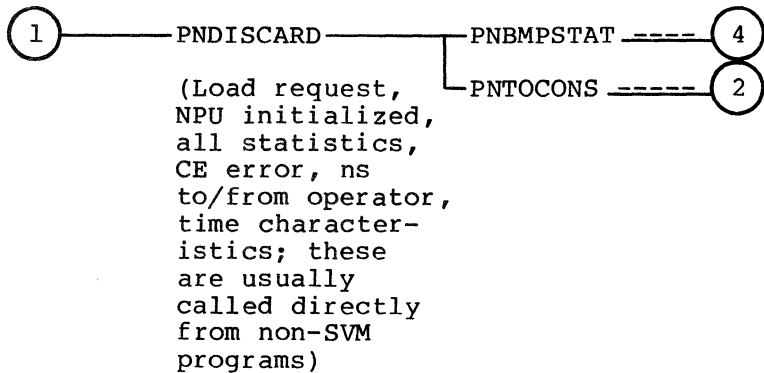 1 PNDISCARD PNBMPSTAT ---- 4
PNTOCONS ----- 2
(Load request,
NPU initialized,
all statistics,
CE error, ns
to/from operator,
time character-
istics; these
are usually
called directly
from non-SVM
programs)